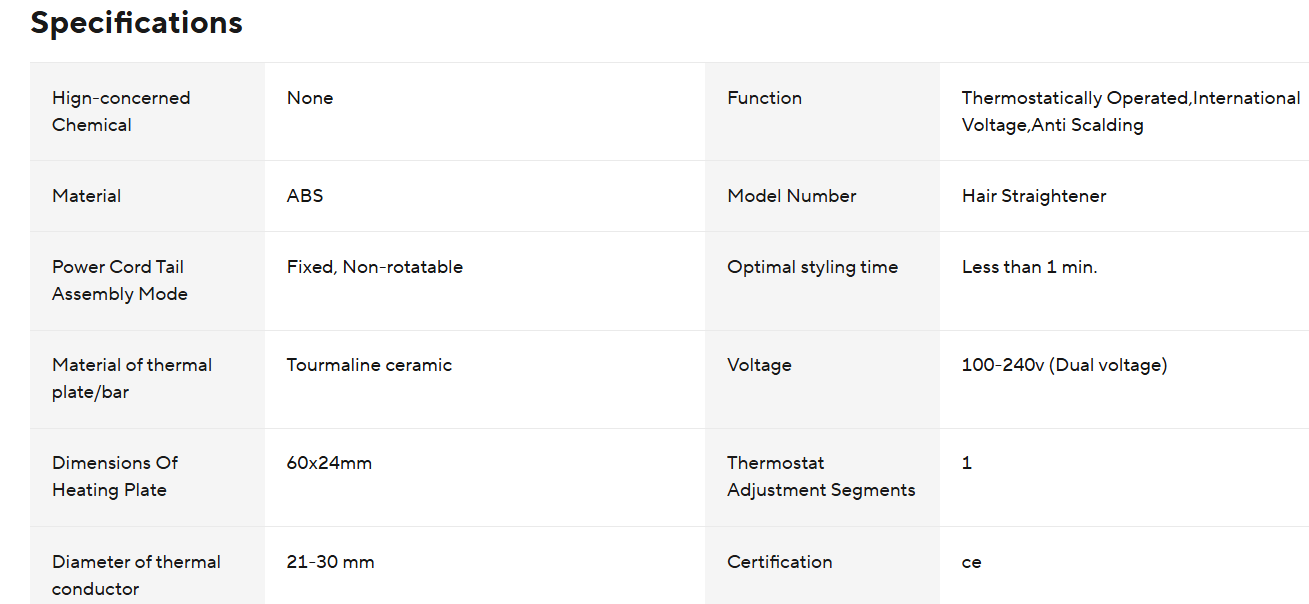 Specifications
Hign-concerned
Chemical
None
Function
Thermostatically Operated,International
Voltage,Anti Scalding
Material
ABS
Model Number
Hair Straightener
Power Cord Tail
Assembly Mode
Fixed, Non-rotatable
Optimal styling time
Less than 1 min.
Material of thermal
plate/bar
Tourmaline ceramic
Voltage
100-240v (Dual voltage)
Dimensions Of
Heating Plate
60x24mm
Thermostat
Adjustment Segments
1
Diameter of thermal
conductor
21-30 mm
Certification
ce